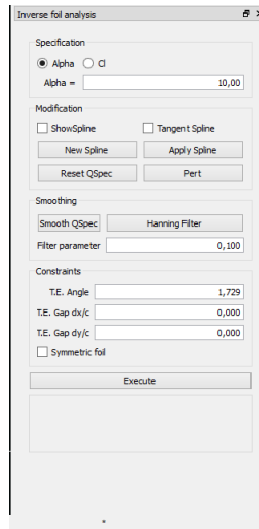 Inverse foil analysis
Specification
Alpha Cl
Alpha = 10,00
Modification
ShowSpline Tangent Spline
New Spline Apply Spline
Reset QSpec Pert
Smoothing
Smooth QSpec Hanning Filter
Filter parameter 0,100
Constraints
T.E. Angle 1,729
T.E. Gap dx/c 0,000
T.E. Gap dy/c 0,000
Symmetric foil
Execute